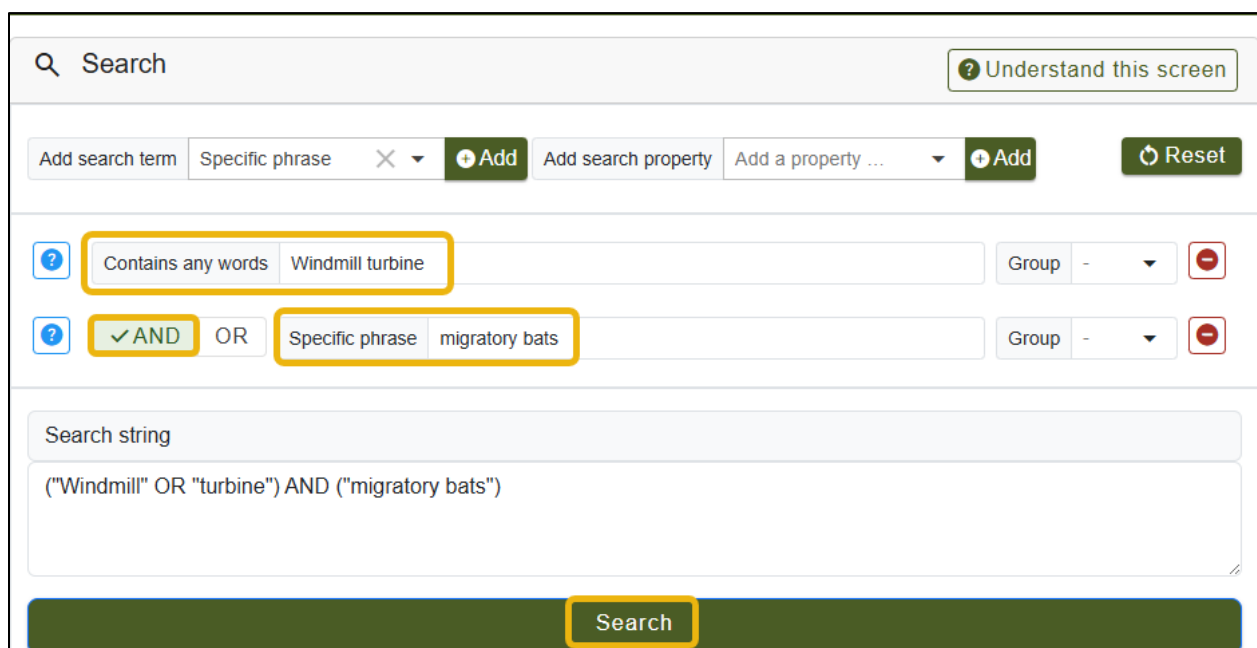 Search
? Understand this screen
Add search term Specific phrase Add Add search property Add a property ... Add Reset
? Contains any words Windmill turbine Group -
? AND OR Specific phrase migratory bats Group -
Search string
("Windmill" OR "turbine") AND ("migratory bats")
Search